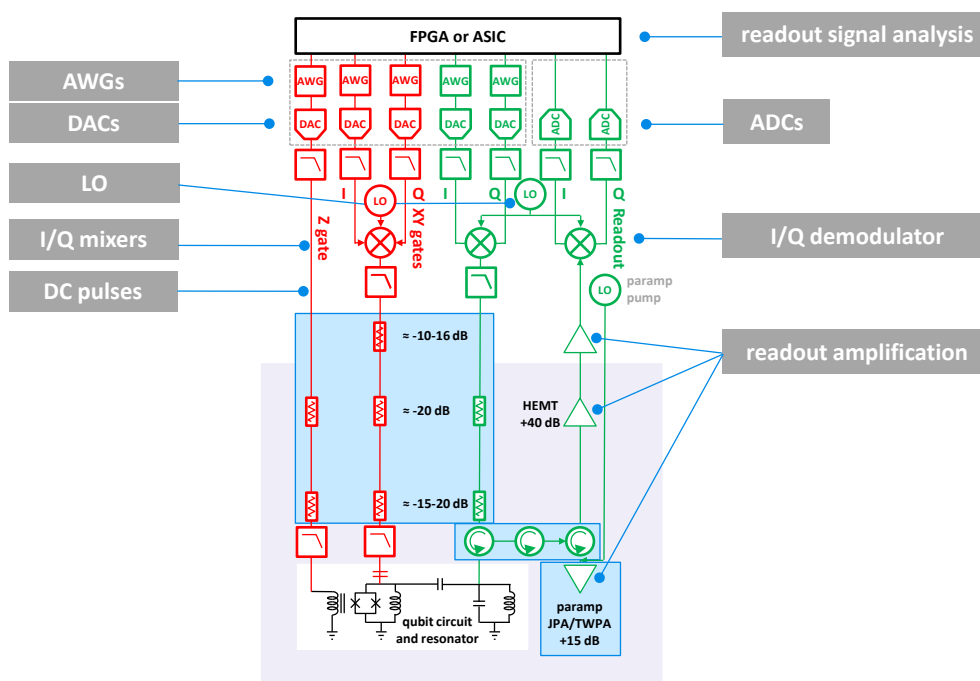 FPGA or ASIC
readout signal analysis
AWGs
AWG AWG AWG AWG AWG
DACs
DAC DAC DAC DAC DAC ADC ADC
ADCs
LO
I Q I Q I Q
LO LO
Z gate
XY gates
Readout
I/Q mixers
I/Q demodulator
DC pulses
LO
paramp
pump
≈ -10-16 dB
readout amplification
≈ -20 dB
HEMT
+40 dB
≈ -15-20 dB
qubit circuit
and resonator
paramp
JPA/TWPA
+15 dB